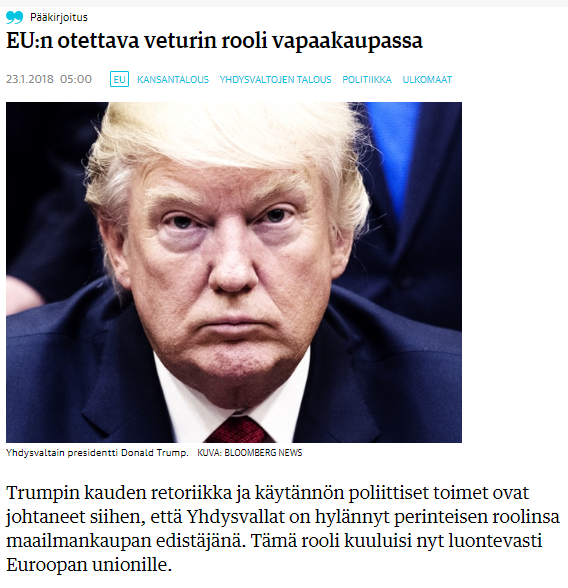 Pääkirjoitus
EU:n otettava veturin rooli vapaakaupassa
23.1.2018 05:00 EU KANSANTALOUS YHDYSVALTOJEN TALOUS POLITIIKKA ULKOMAAT
Yhdysvaltain presidentti Donald Trump. KUVA: BLOOMBERG NEWS
Trumpin kauden retoriikka ja käytännön poliittiset toimet ovat
johtaneet siihen, että Yhdysvallat on hylännyt perinteisen roolinsa
maailmankaupan edistäjänä. Tämä rooli kuuluisi nyt luontevasti
Euroopan unionille.